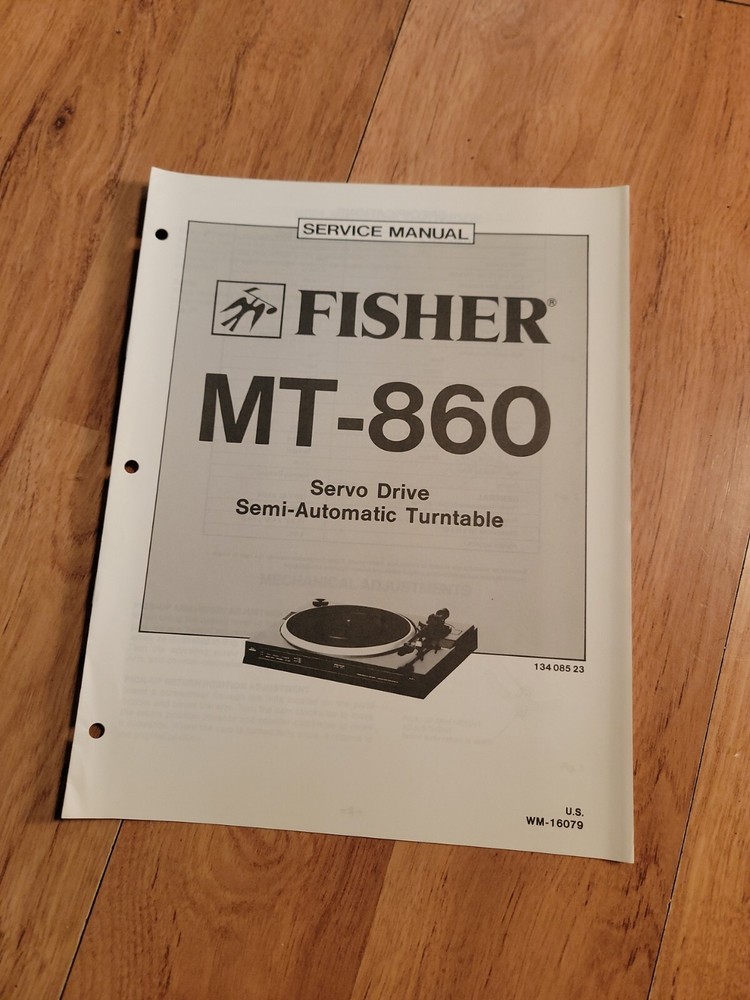 SERVICE MANUAL
FISHER®
MT-860
Servo Drive
Semi-Automatic Turntable
134 085 23
U.S.
WM-16079